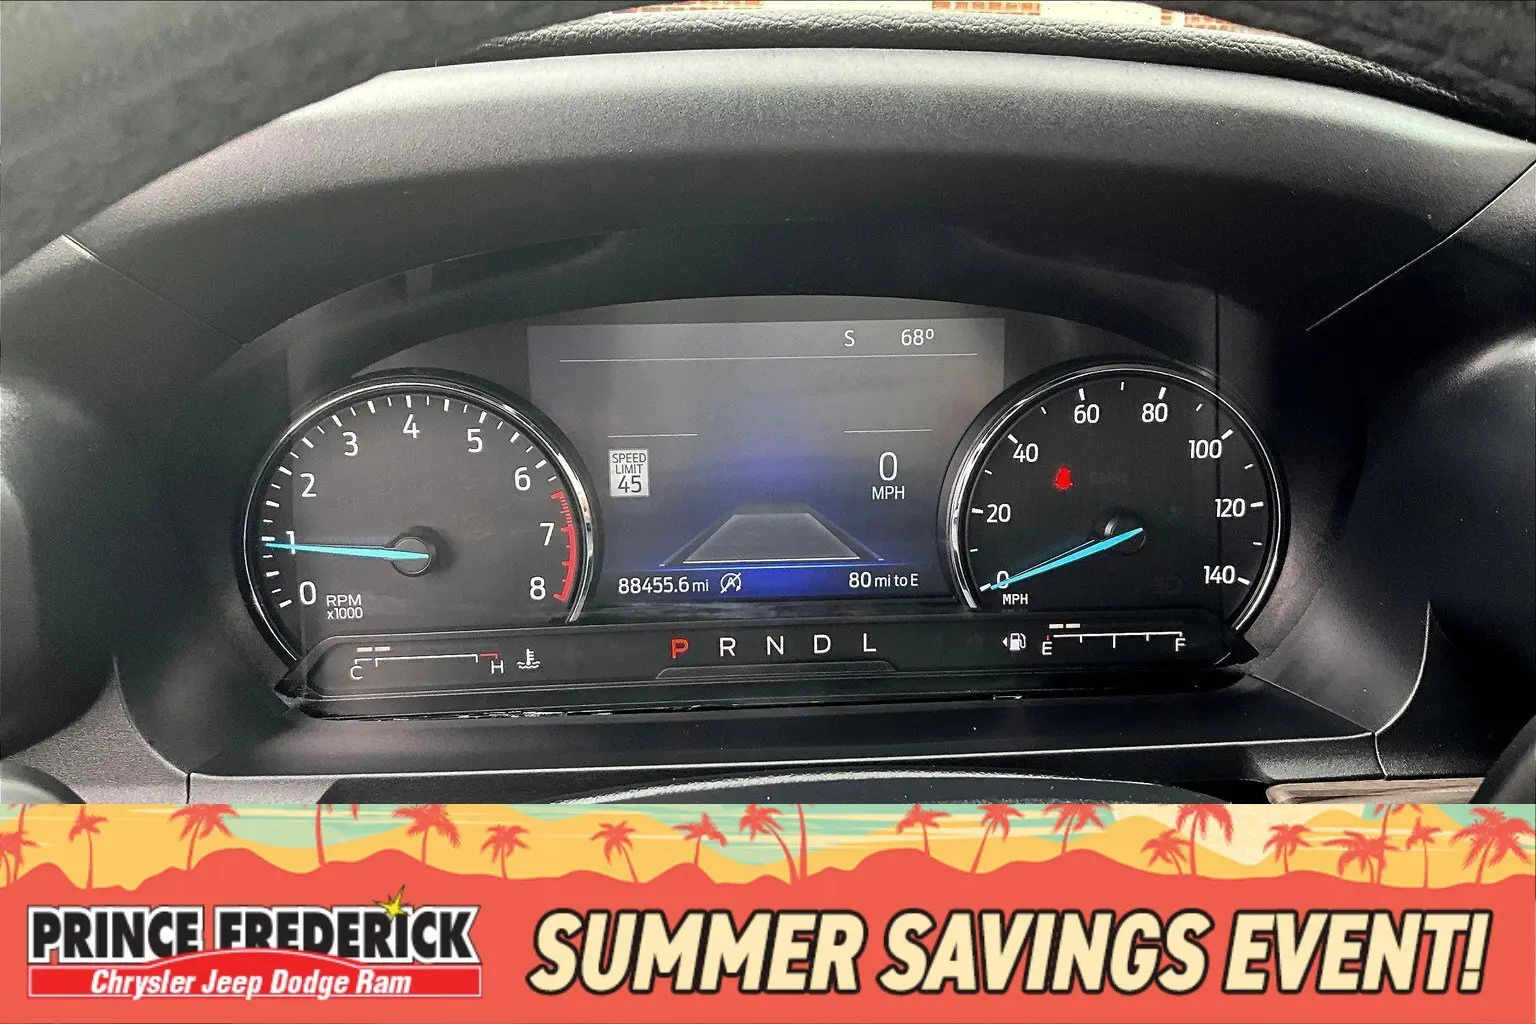 S 68°
SPEED
LIMIT
45
0
MPH
88455.6 mi
80 mi to E
0 1 2 3 4 5 6 7 8
RPM
x1000
0 20 40 60 80 100 120 140
MPH
BRAKE
C H
P R N D L
E F
PRINCE FREDERICK
Chrysler Jeep Dodge Ram
SUMMER SAVINGS EVENT!